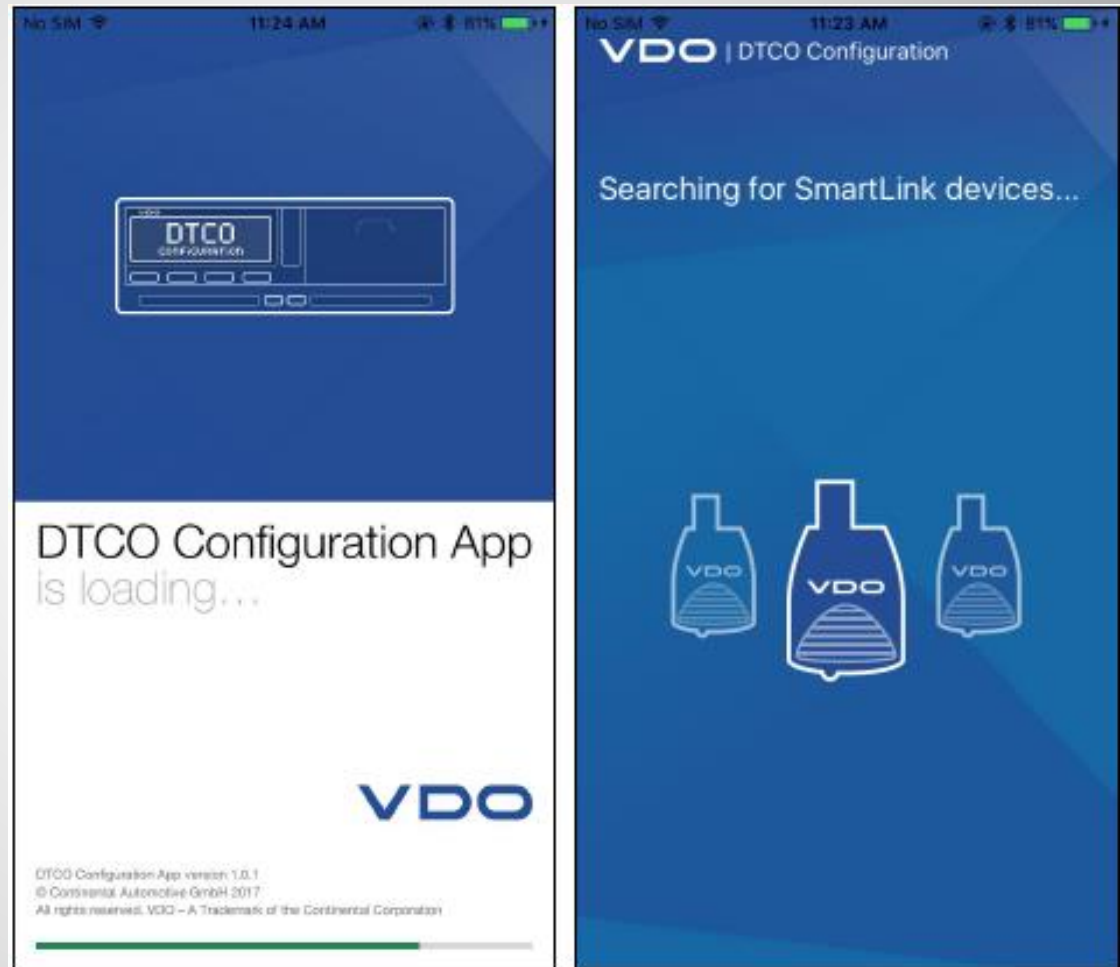 No SIM 11:24 AM 81%
VDO
DTCO
CONFIGURATION
DTCO Configuration App
is loading...
VDO
DTCO Configuration App version 1.0.1
© Continental Automotive GmbH 2017
All rights reserved. VDO – A Trademark of the Continental Corporation
No SIM 11:23 AM 81%
VDO | DTCO Configuration
Searching for SmartLink devices...
VDO
VDO
VDO